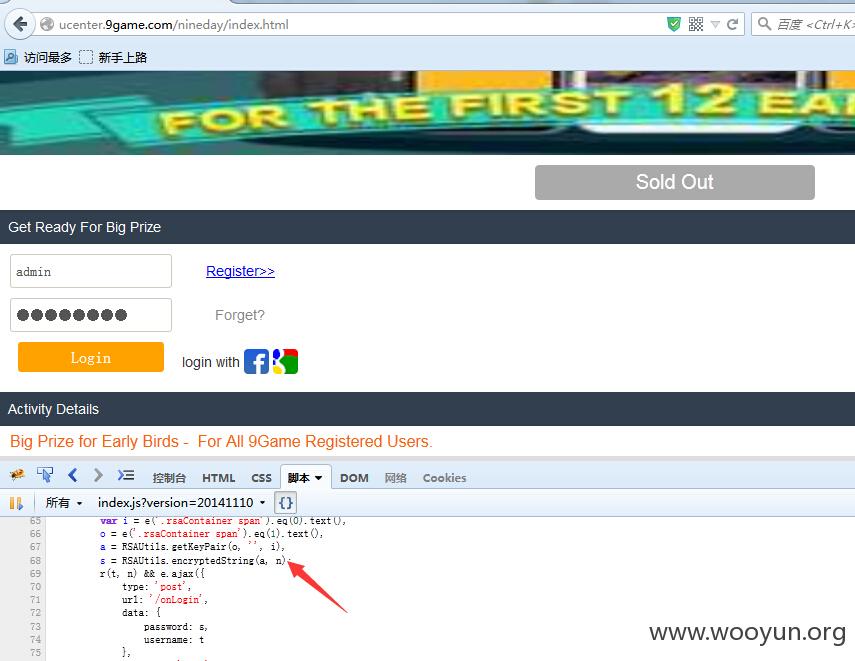 ucenter.9game.com/nineday/index.html
百度 <Ctrl+K>
访问最多 新手上路
FOR THE FIRST 12 EA
Sold Out
Get Ready For Big Prize
admin
Register>>
●●●●●●●●
Forget?
Login
login with
Activity Details
Big Prize for Early Birds - For All 9Game Registered Users.
控制台 HTML CSS 脚本 DOM 网络 Cookies
所有 index.js?version=20141110 {}
65 var i = e('.rsaContainer span').eq(0).text(),
66 o = e('.rsaContainer span').eq(1).text(),
67 a = RSAUtils.getKeyPair(o, '', i),
68 s = RSAUtils.encryptedString(a, n);
69 r(t, n) && e.ajax({
70 type: 'post',
71 url: '/onLogin',
72 data: {
73 password: s,
74 username: t
75 },
www.wooyun.org